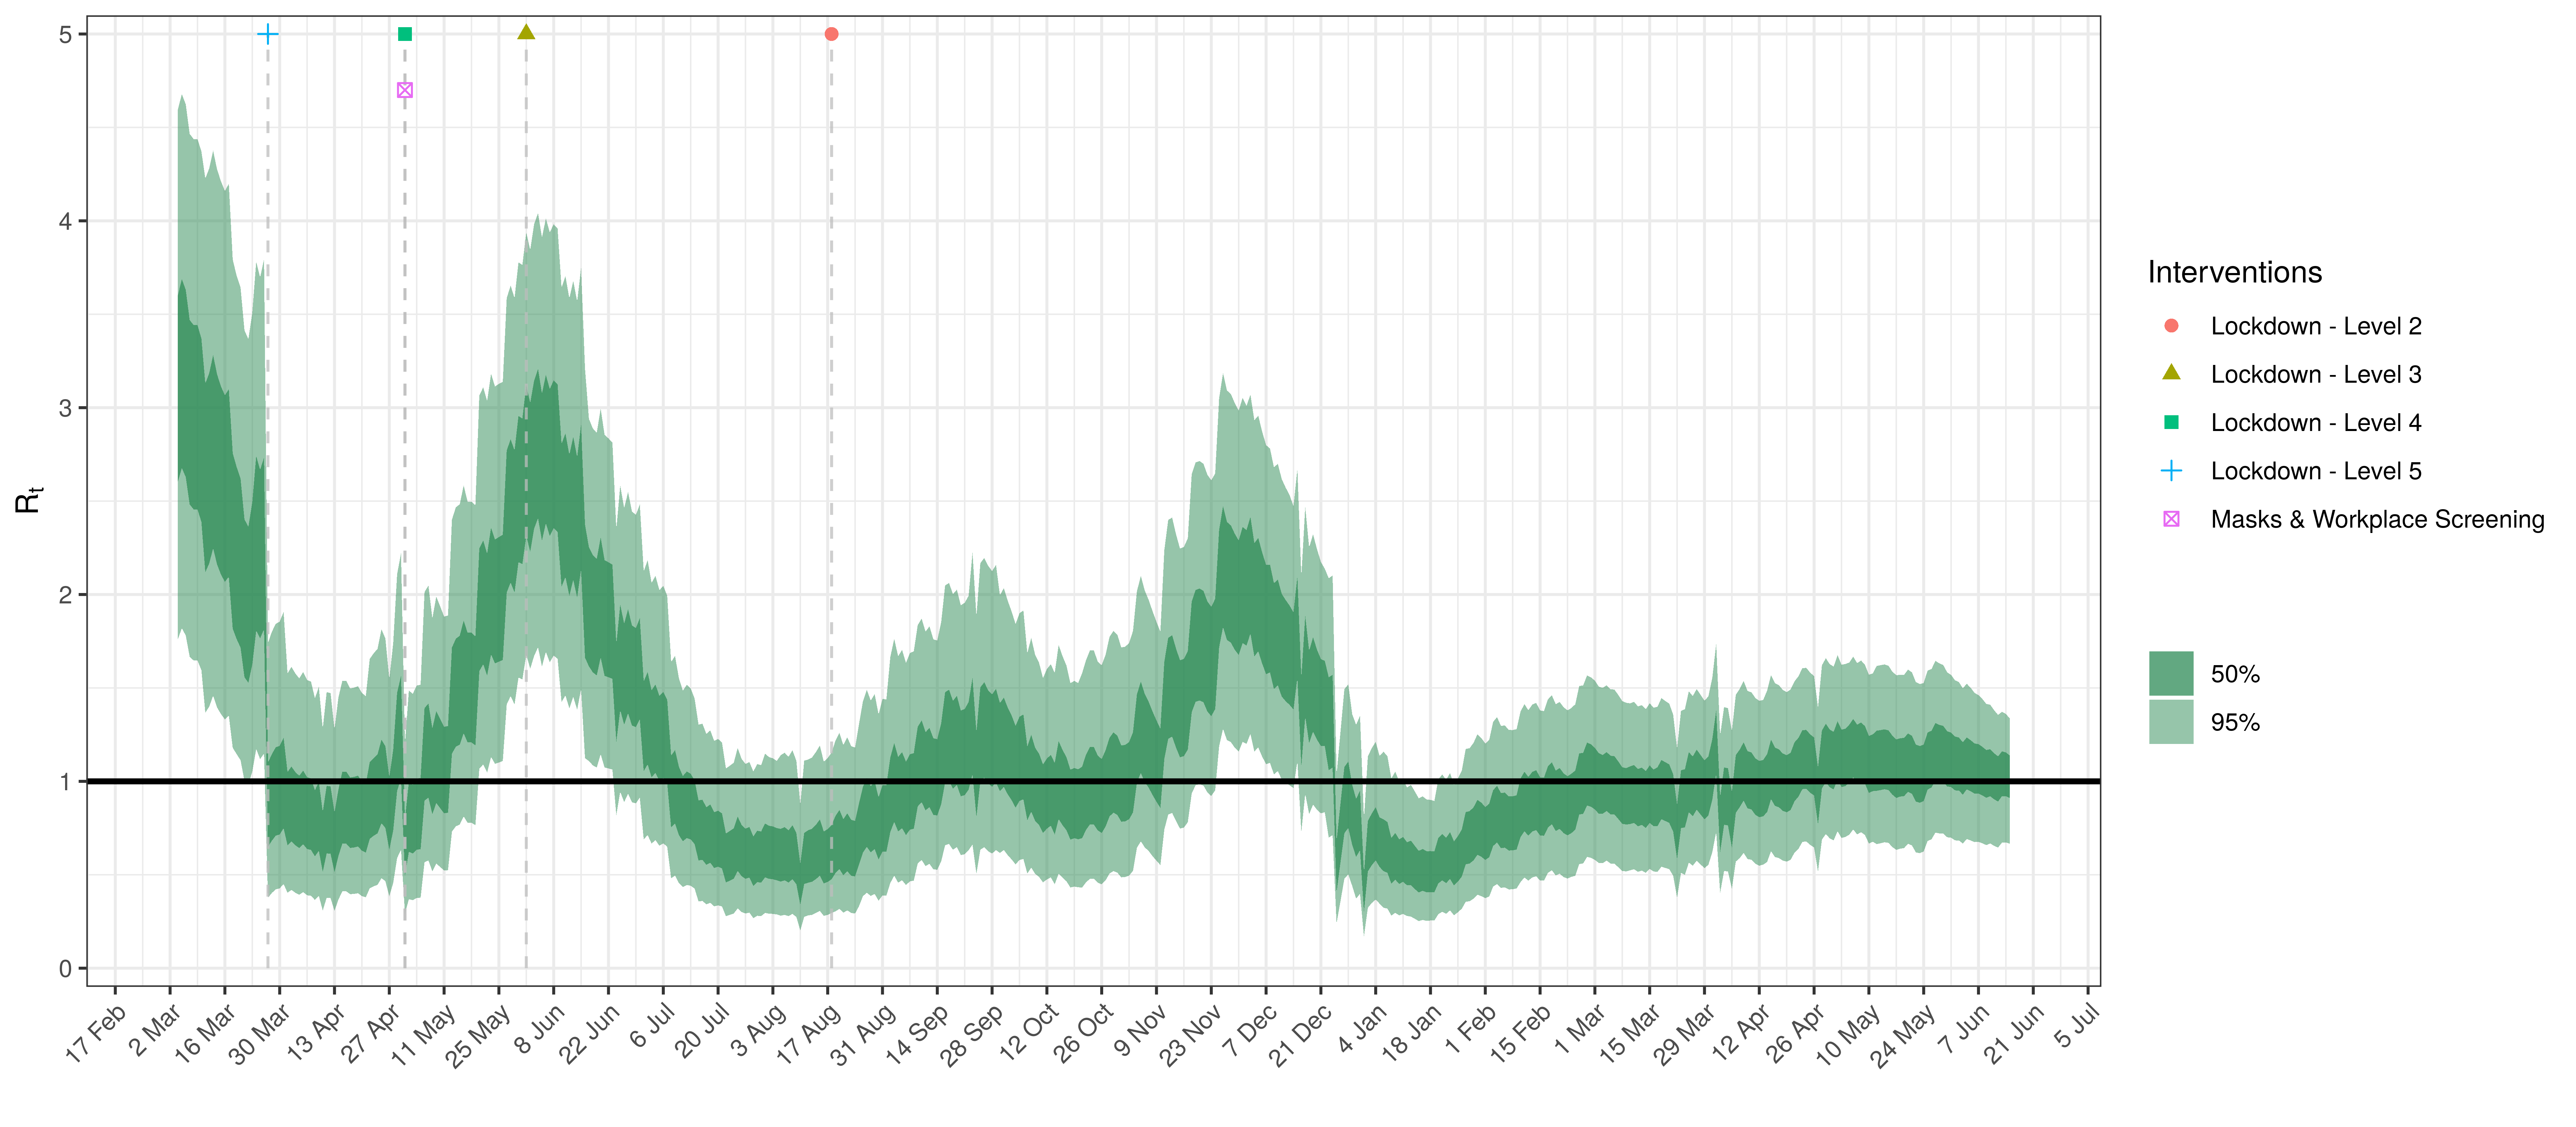 5
4
3
2
1
0
Rt
17 Feb
2 Mar
16 Mar
30 Mar
13 Apr
27 Apr
11 May
25 May
8 Jun
22 Jun
6 Jul
20 Jul
3 Aug
17 Aug
31 Aug
14 Sep
28 Sep
12 Oct
26 Oct
9 Nov
23 Nov
7 Dec
21 Dec
4 Jan
18 Jan
1 Feb
15 Feb
1 Mar
15 Mar
29 Mar
12 Apr
26 Apr
10 May
24 May
7 Jun
21 Jun
5 Jul
Interventions
Lockdown - Level 2
Lockdown - Level 3
Lockdown - Level 4
Lockdown - Level 5
Masks & Workplace Screening
50%
95%